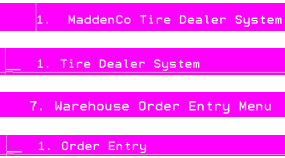 1. MaddenCo Tire Dealer System
1. Tire Dealer System
7. Warehouse Order Entry Menu
1. Order Entry